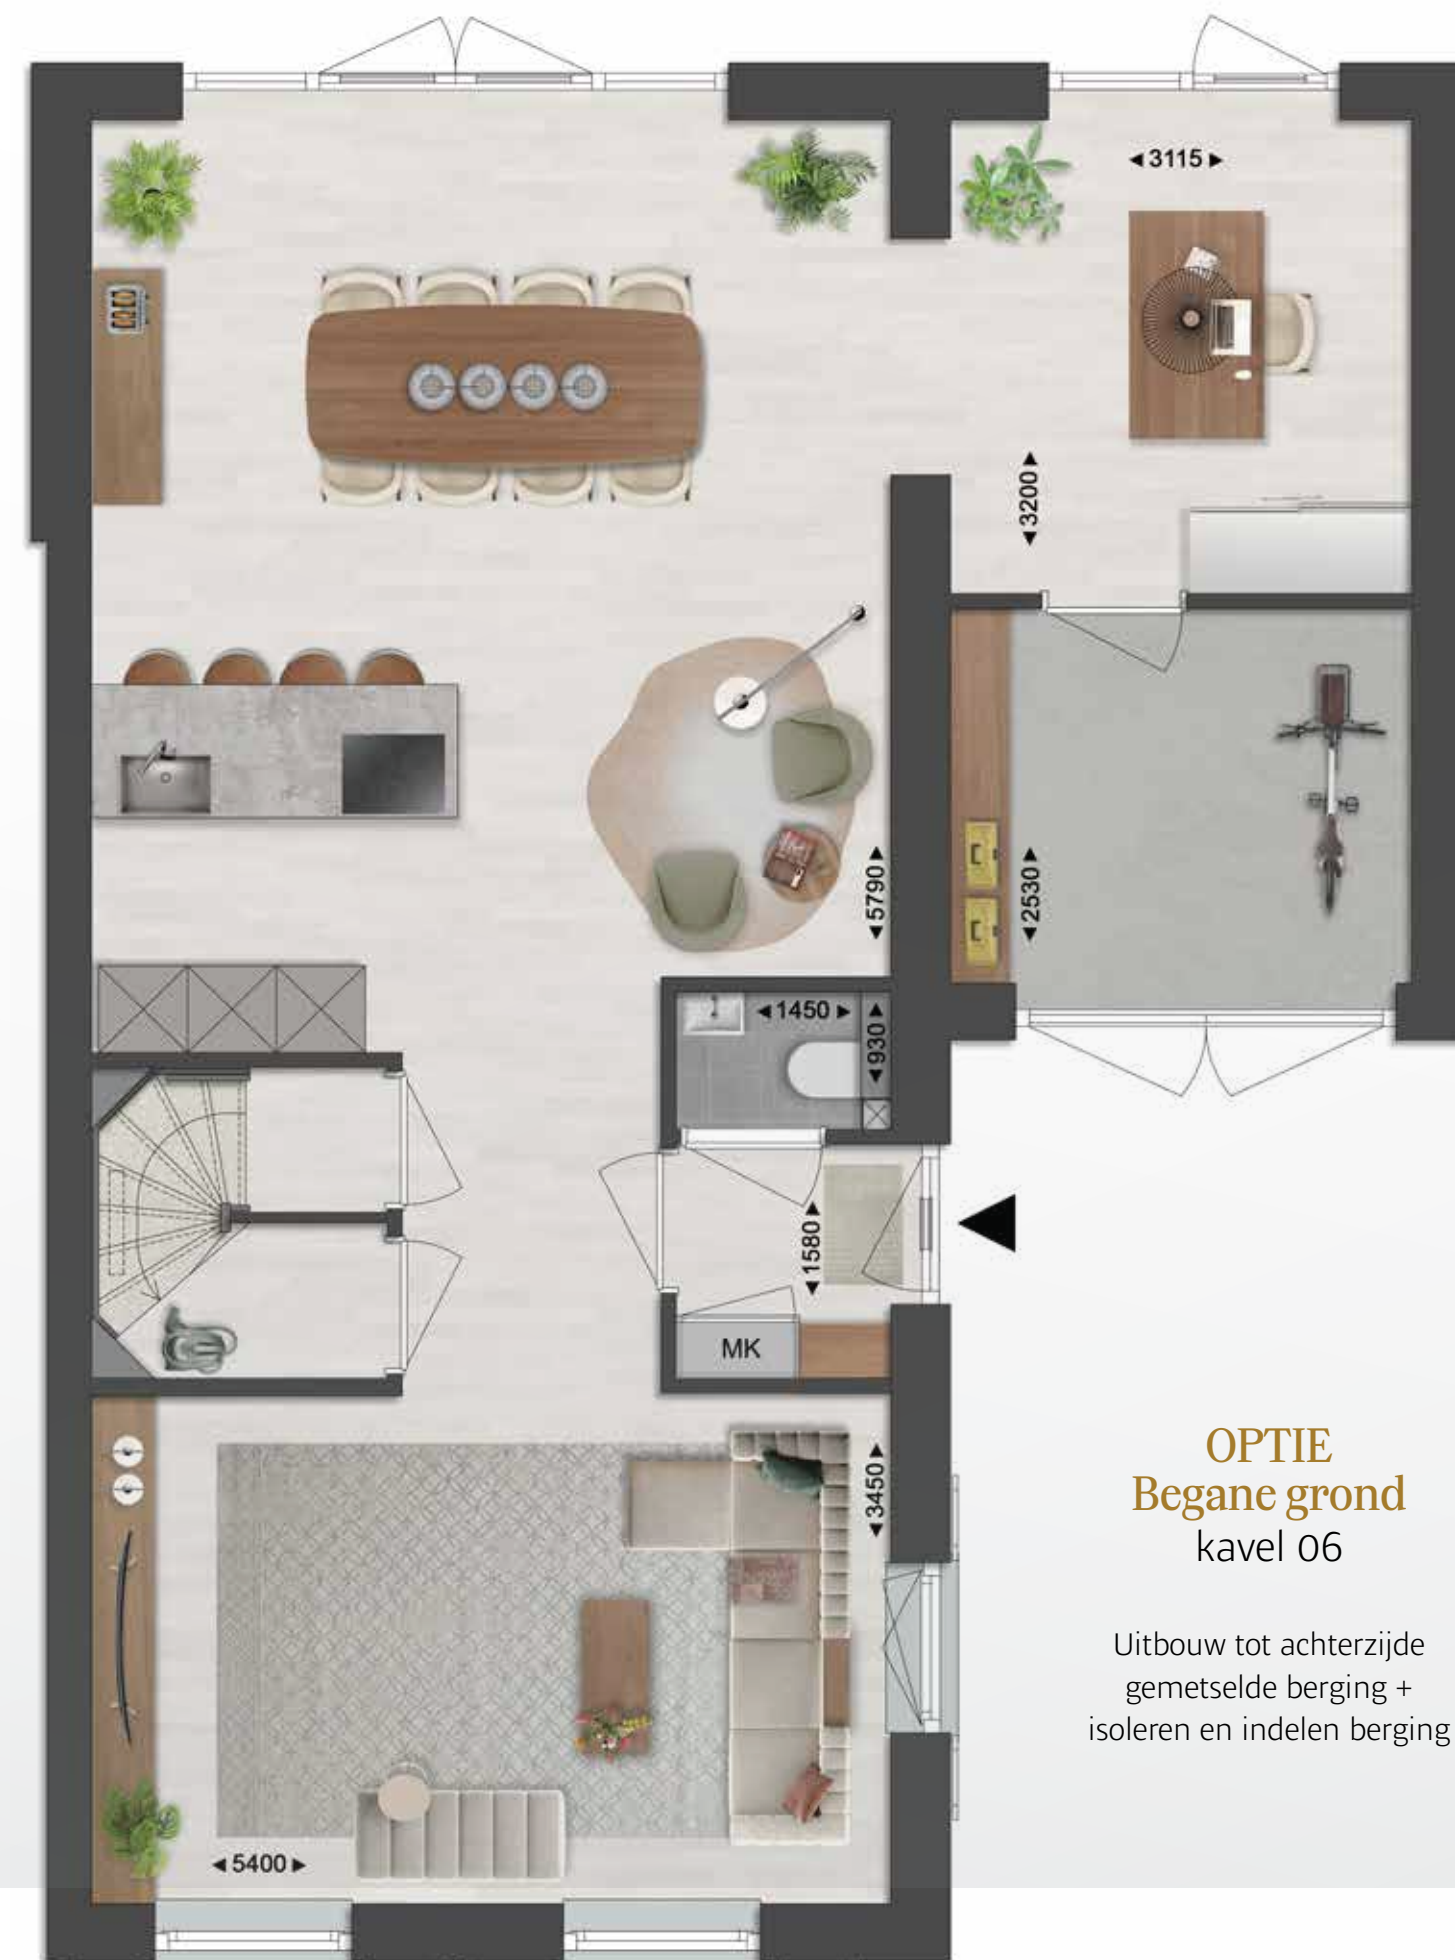 3115
3200
5790
2530
1450
930
1580
MK
3450
5400
OPTIE
Begane grond
kavel 06
Uitbouw tot achterzijde
gemetselde berging +
isoleren en indelen berging